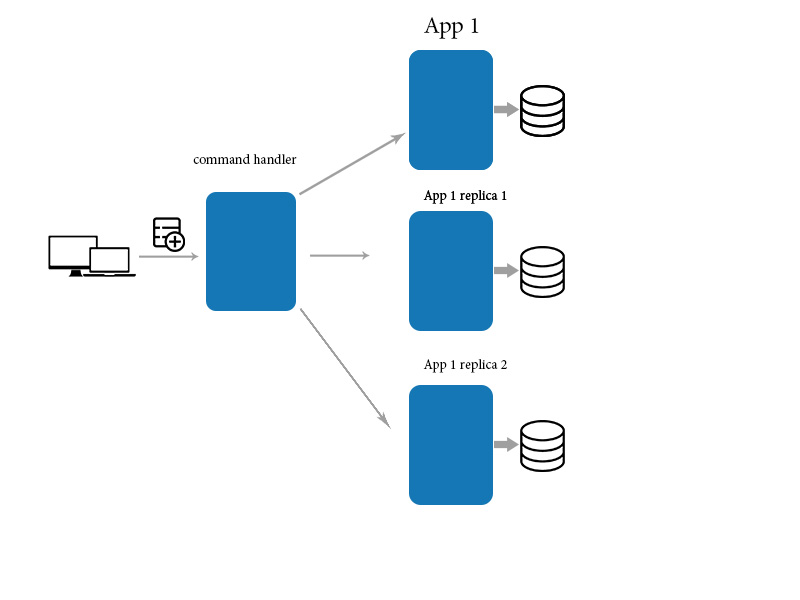 App 1
command handler
App 1 replica 1
App 1 replica 2